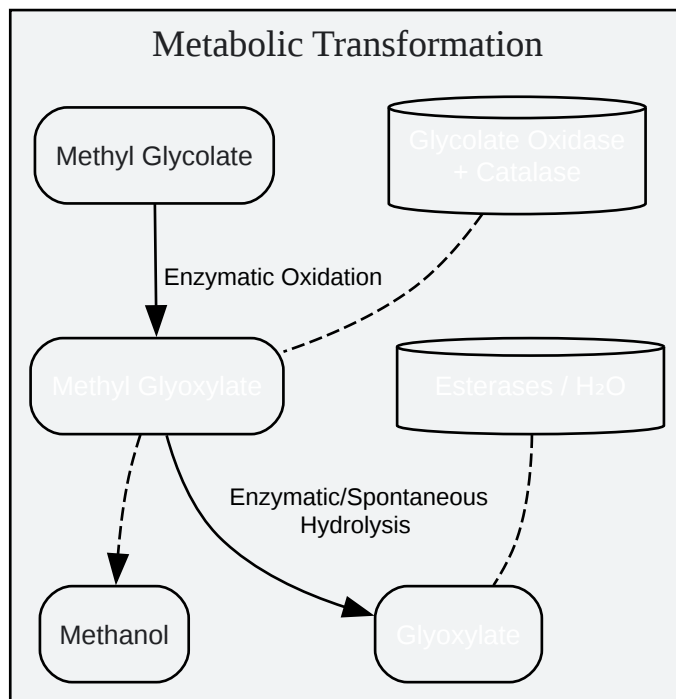 Metabolic Transformation
Methyl Glycolate
Glycolate Oxidase
+ Catalase
Enzymatic Oxidation
Methyl Glyoxylate
Esterases / H₂O
Enzymatic/Spontaneous
Hydrolysis
Methanol
Glyoxylate